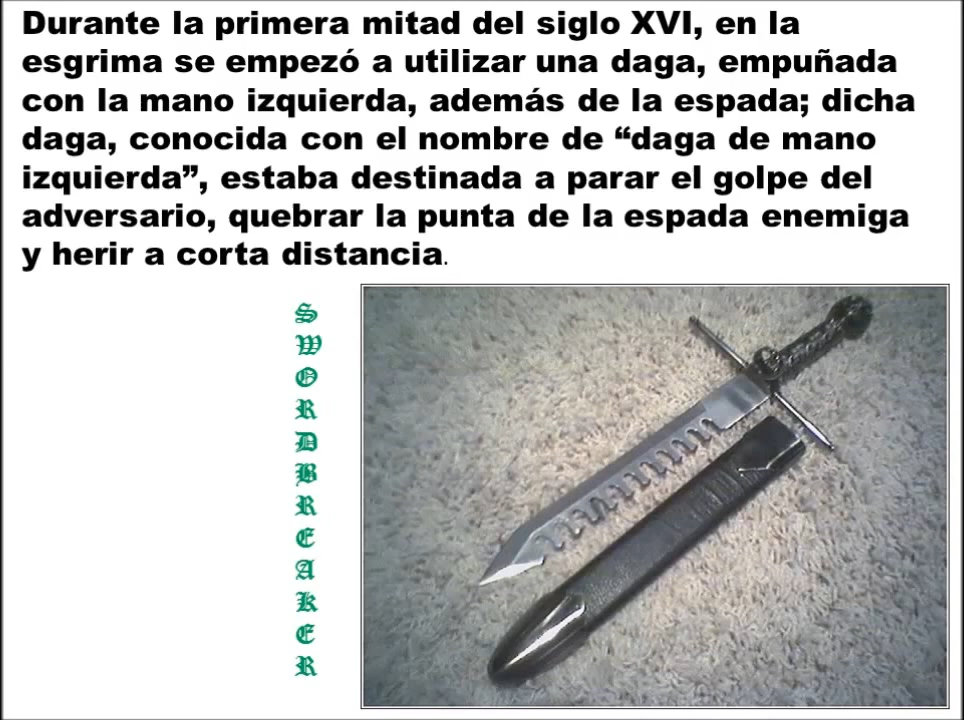 Durante la primera mitad del siglo XVI, en la
esgrima se empezó a utilizar una daga, empuñada
con la mano izquierda, además de la espada; dicha
daga, conocida con el nombre de “daga de mano
izquierda”, estaba destinada a parar el golpe del
adversario, quebrar la punta de la espada enemiga
y herir a corta distancia.
SWORDBREAKER